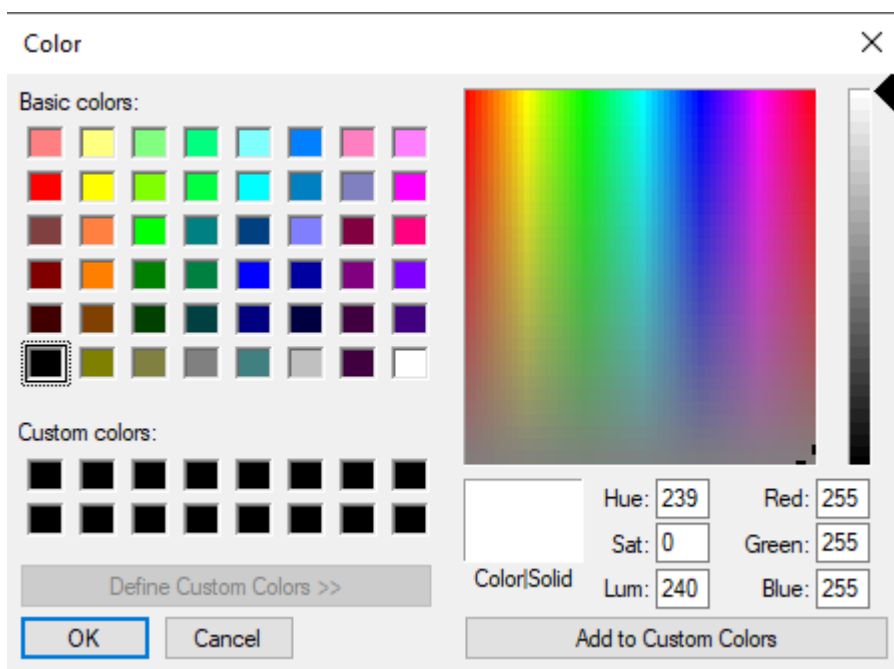 Color
Basic colors:
Custom colors:
Define Custom Colors >>
OK Cancel
Color|Solid
Hue: 239 Red: 255
Sat: 0 Green: 255
Lum: 240 Blue: 255
Add to Custom Colors